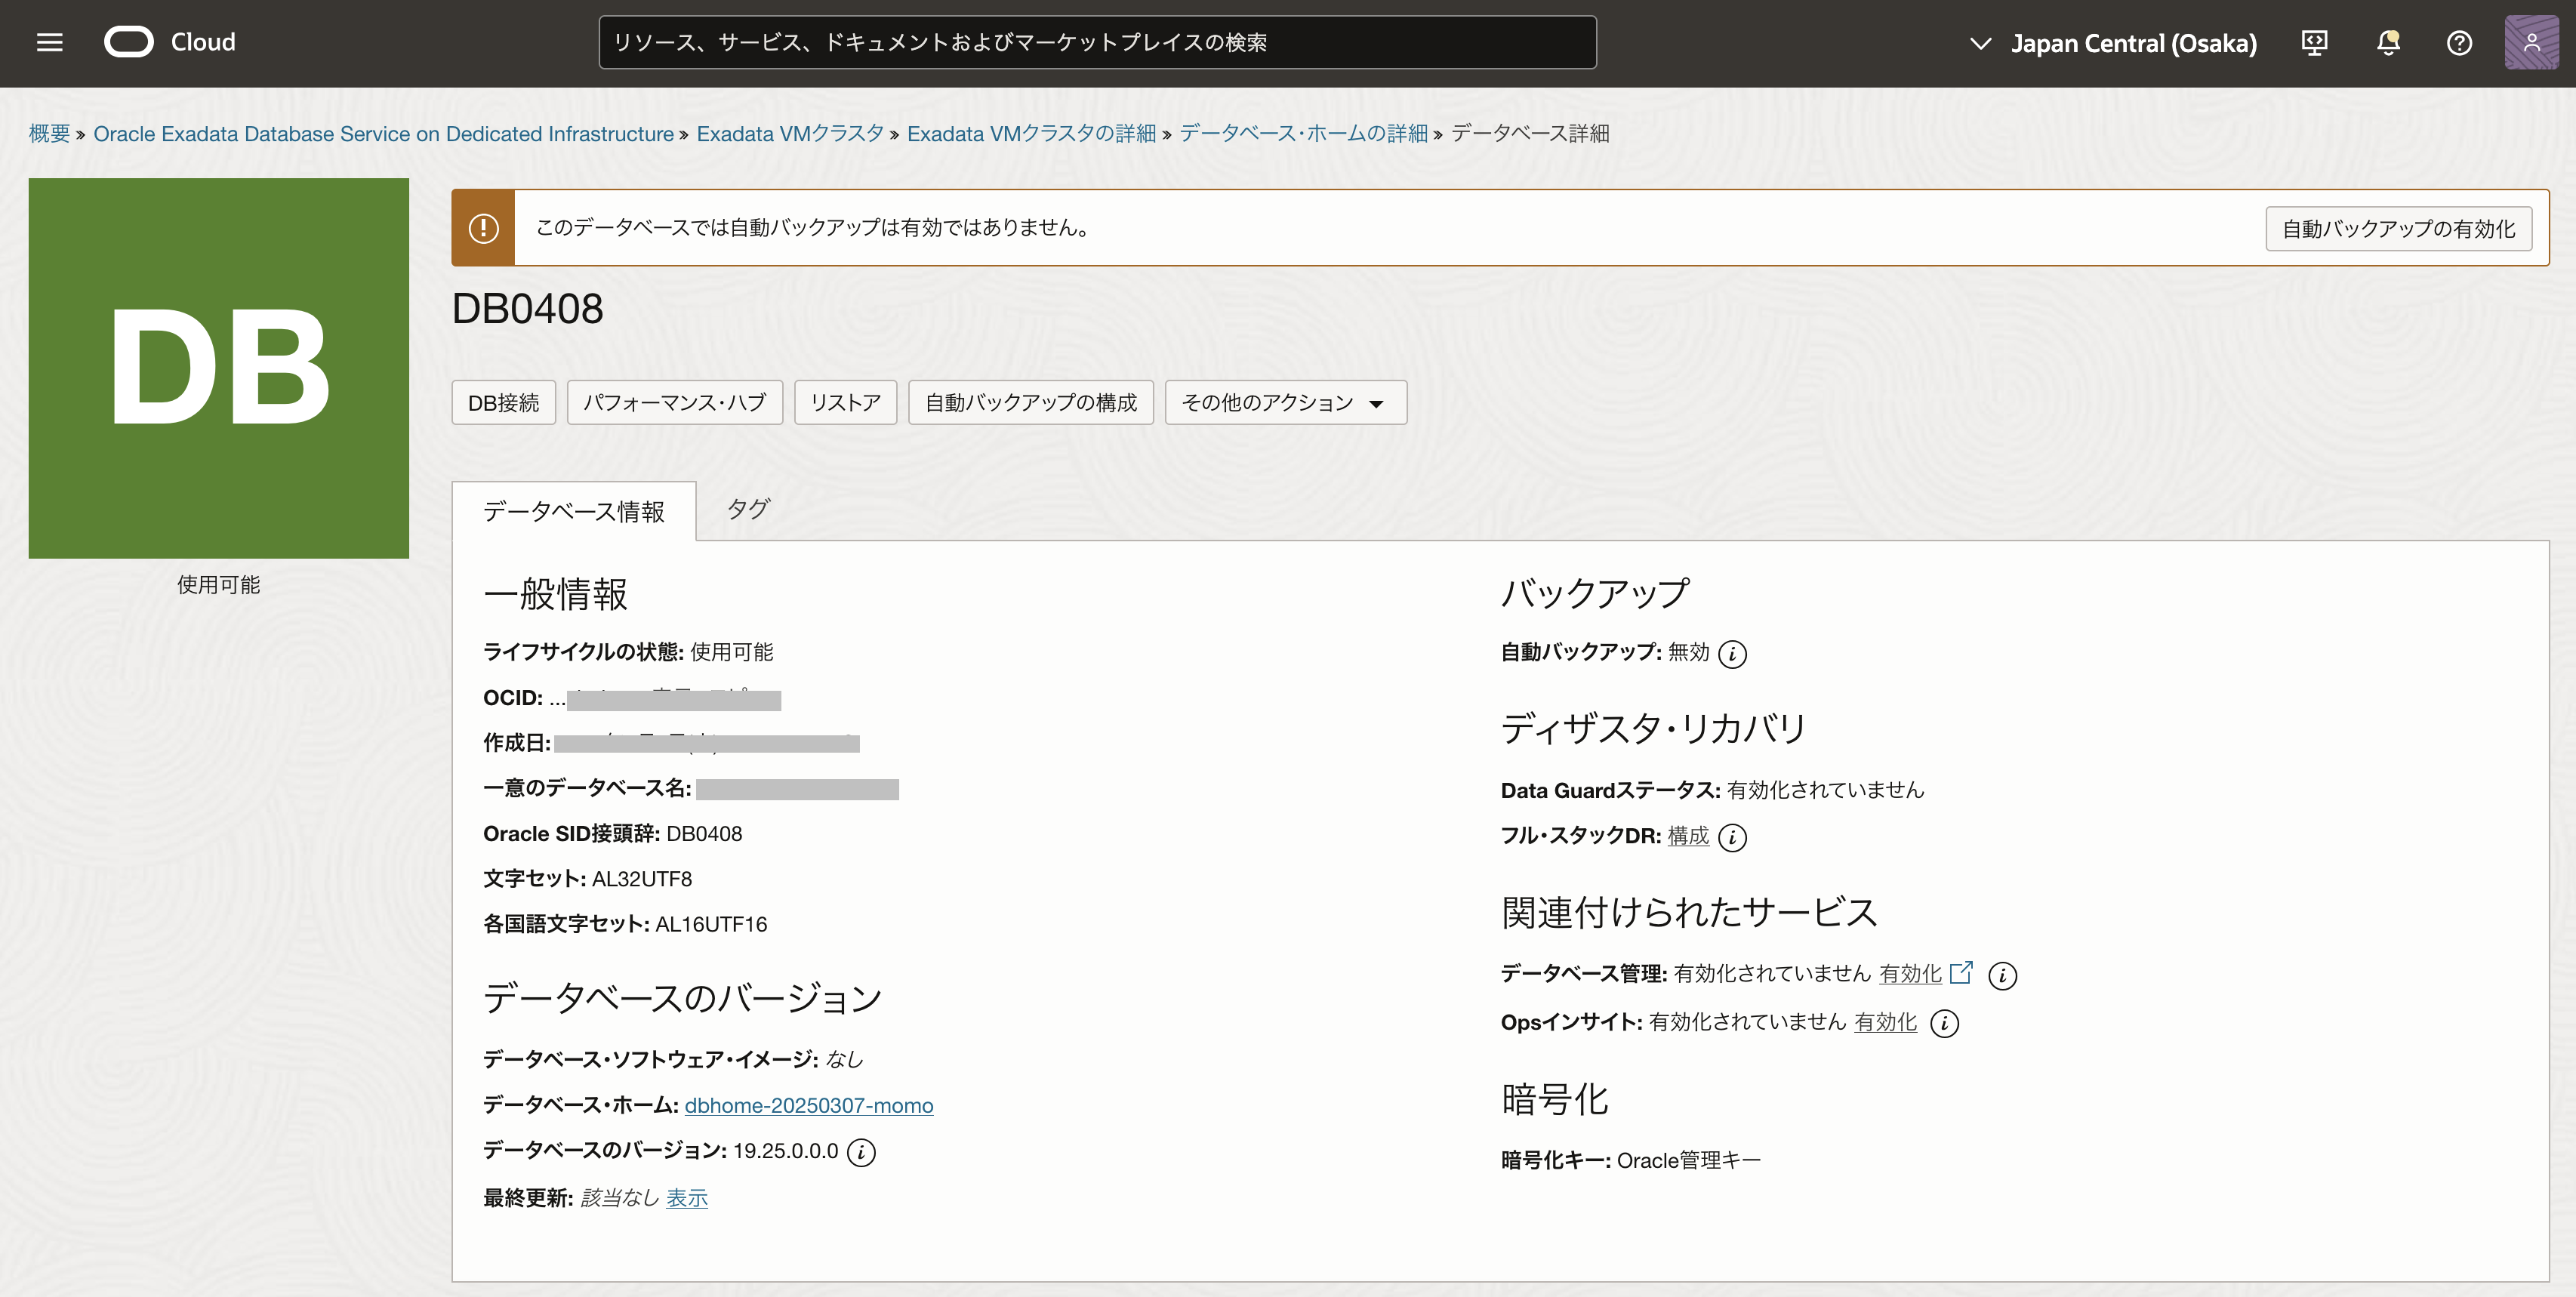 Cloud
リソース、サービス、ドキュメントおよびマーケットプレイスの検索
Japan Central (Osaka)
概要 » Oracle Exadata Database Service on Dedicated Infrastructure » Exadata VMクラスタ » Exadata VMクラスタの詳細 » データベース・ホームの詳細 » データベース詳細
DB
使用可能
このデータベースでは自動バックアップは有効ではありません。
自動バックアップの有効化
DB0408
DB接続
パフォーマンス・ハブ
リストア
自動バックアップの構成
その他のアクション
データベース情報
タグ
一般情報
ライフサイクルの状態: 使用可能
OCID: ...
作成日:
一意のデータベース名:
Oracle SID接頭辞: DB0408
文字セット: AL32UTF8
各国語文字セット: AL16UTF16
データベースのバージョン
データベース・ソフトウェア・イメージ: なし
データベース・ホーム: dbhome-20250307-momo
データベースのバージョン: 19.25.0.0.0
最終更新: 該当なし 表示
バックアップ
自動バックアップ: 無効
ディザスタ・リカバリ
Data Guardステータス: 有効化されていません
フル・スタックDR: 構成
関連付けられたサービス
データベース管理: 有効化されていません 有効化
Opsインサイト: 有効化されていません 有効化
暗号化
暗号化キー: Oracle管理キー